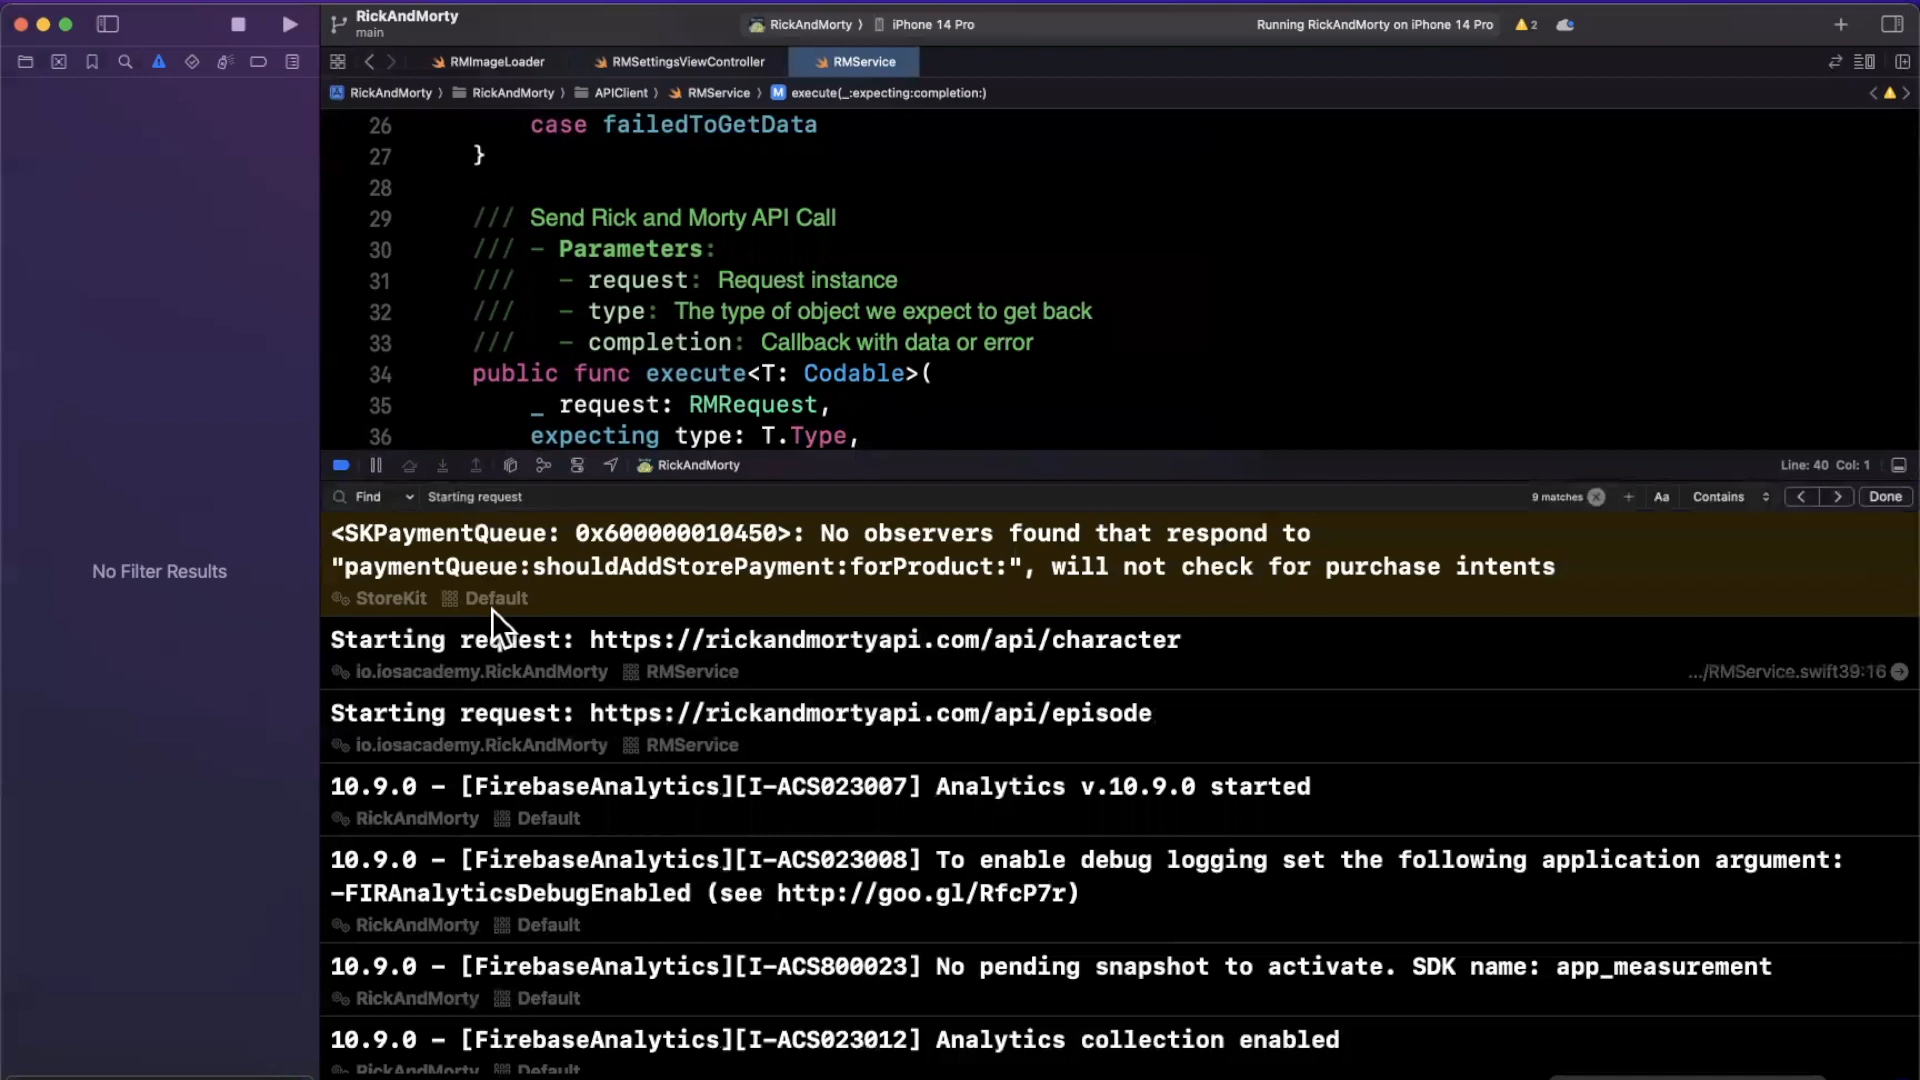 RickAndMorty
main
RickAndMorty 〉 iPhone 14 Pro
Running RickAndMorty on iPhone 14 Pro
2
RMImageLoader
RMSettingsViewController
RMService
RickAndMorty 〉 RickAndMorty 〉 APIClient 〉 RMService 〉 M execute(_:expecting:completion:)
26 case failedToGetData
27 }
28
29 /// Send Rick and Morty API Call
30 /// - Parameters:
31 /// - request: Request instance
32 /// - type: The type of object we expect to get back
33 /// - completion: Callback with data or error
34 public func execute<T: Codable>(
35 _ request: RMRequest,
36 expecting type: T.Type,
RickAndMorty
Line: 40 Col: 1
Find Starting request 9 matches Aa Contains Done
No Filter Results
<SKPaymentQueue: 0x600000010450>: No observers found that respond to
"paymentQueue:shouldAddStorePayment:forProduct:", will not check for purchase intents
StoreKit Default
Starting request: https://rickandmortyapi.com/api/character
io.iosacademy.RickAndMorty RMService
.../RMService.swift39:16
Starting request: https://rickandmortyapi.com/api/episode
io.iosacademy.RickAndMorty RMService
10.9.0 - [FirebaseAnalytics][I-ACS023007] Analytics v.10.9.0 started
RickAndMorty Default
10.9.0 - [FirebaseAnalytics][I-ACS023008] To enable debug logging set the following application argument:
-FIRAnalyticsDebugEnabled (see http://goo.gl/RfcP7r)
RickAndMorty Default
10.9.0 - [FirebaseAnalytics][I-ACS800023] No pending snapshot to activate. SDK name: app_measurement
RickAndMorty Default
10.9.0 - [FirebaseAnalytics][I-ACS023012] Analytics collection enabled
RickAndMorty Default